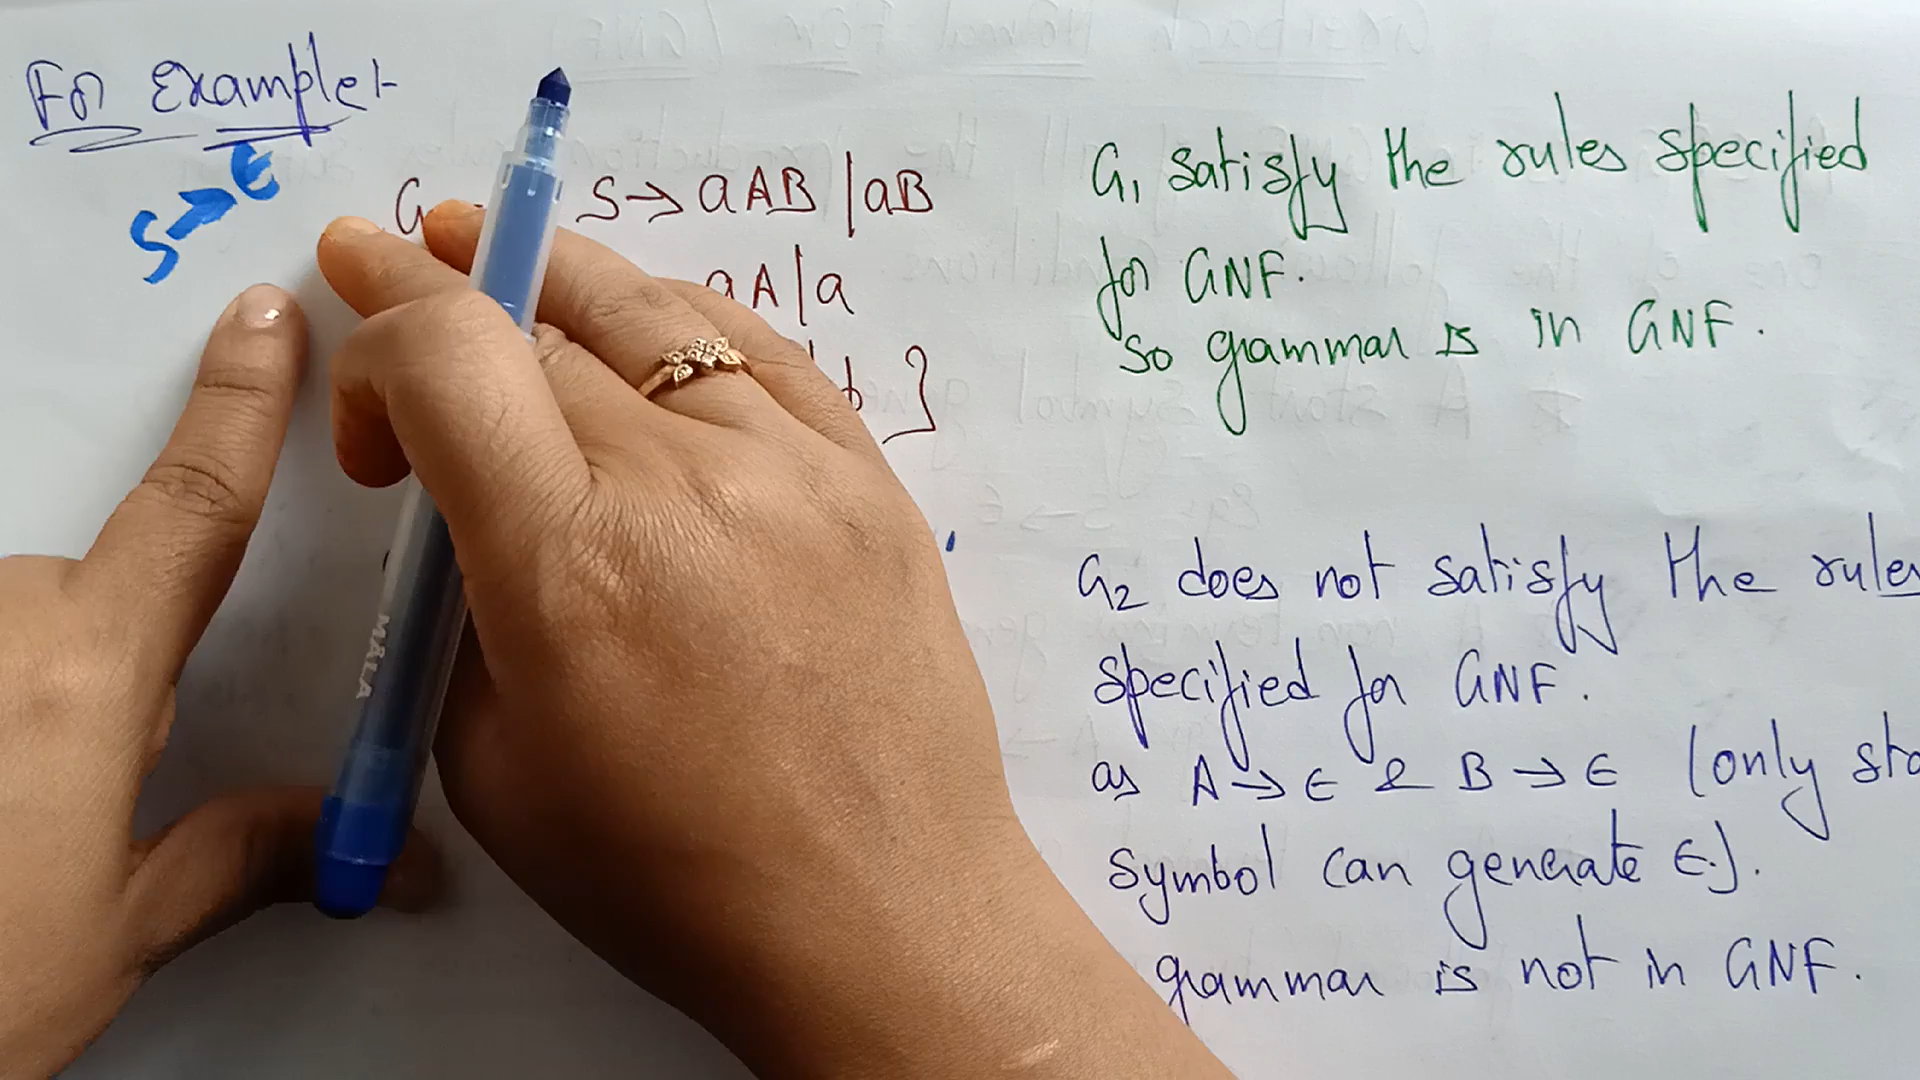 For Example:-
S→ε
G S→aAB|aB
aA|a
b }
G1 satisfy the rules specified
for GNF.
So grammar is in GNF.
G2 does not satisfy the rules
specified for GNF.
as A→ε & B→ε (only sta
symbol can generate ε.).
grammar is not in GNF.
MALA